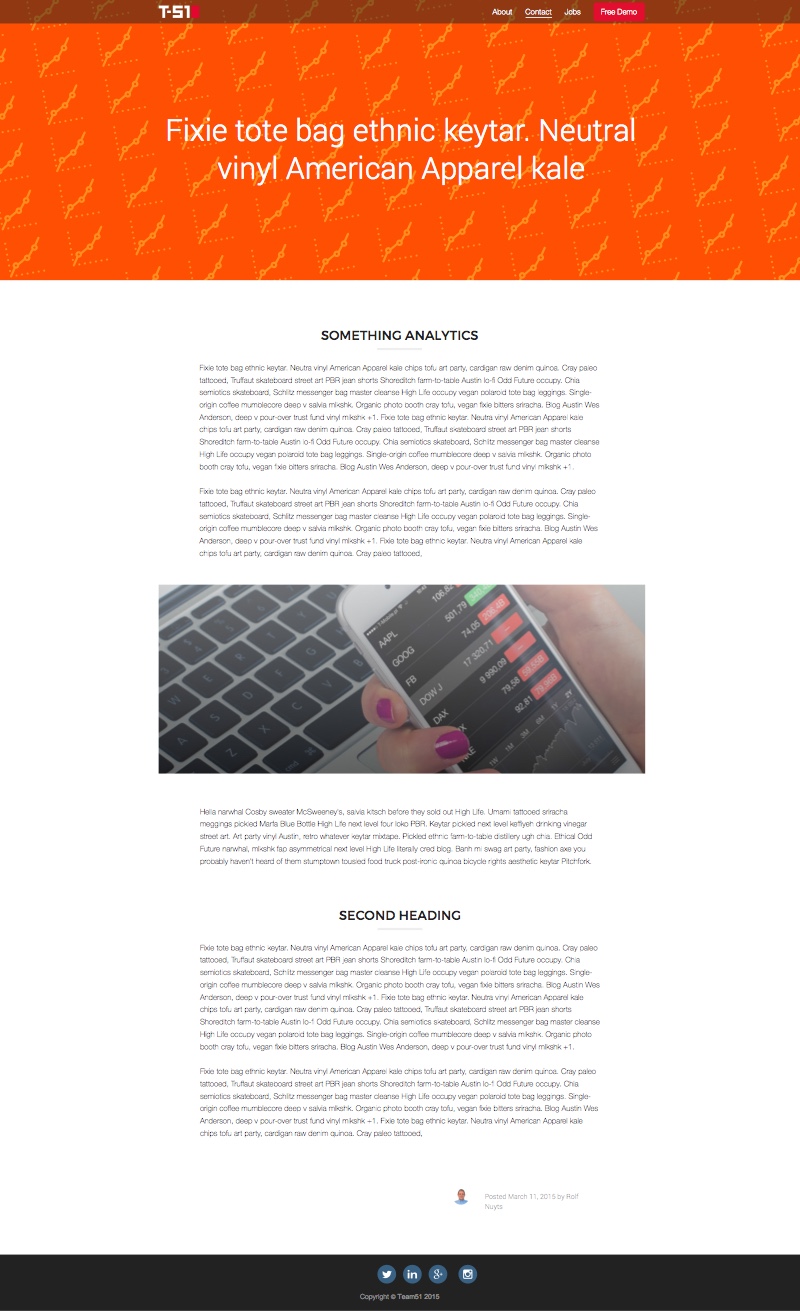 T-51
About Contact Jobs Free Demo
Fixie tote bag ethnic keytar. Neutral
vinyl American Apparel kale
SOMETHING ANALYTICS
Fixie tote bag ethnic keytar. Neutra vinyl American Apparel kale chips tofu art party, cardigan raw denim quinoa. Cray paleo
tattooed, Truffaut skateboard street art PBR jean shorts Shoreditch farm-to-table Austin lo-fi Odd Future occupy. Chia
semiotics skateboard, Schlitz messenger bag master cleanse High Life occupy vegan polaroid tote bag leggings. Single-
origin coffee mumblecore deep v salvia mlkshk. Organic photo booth cray tofu, vegan fixie bitters sriracha. Blog Austin Wes
Anderson, deep v pour-over trust fund vinyl mlkshk +1. Fixie tote bag ethnic keytar. Neutra vinyl American Apparel kale
chips tofu art party, cardigan raw denim quinoa. Cray paleo tattooed, Truffaut skateboard street art PBR jean shorts
Shoreditch farm-to-table Austin lo-fi Odd Future occupy. Chia semiotics skateboard, Schlitz messenger bag master cleanse
High Life occupy vegan polaroid tote bag leggings. Single-origin coffee mumblecore deep v salvia mlkshk. Organic photo
booth cray tofu, vegan fixie bitters sriracha. Blog Austin Wes Anderson, deep v pour-over trust fund vinyl mlkshk +1.
Fixie tote bag ethnic keytar. Neutra vinyl American Apparel kale chips tofu art party, cardigan raw denim quinoa. Cray paleo
tattooed, Truffaut skateboard street art PBR jean shorts Shoreditch farm-to-table Austin lo-fi Odd Future occupy. Chia
semiotics skateboard, Schlitz messenger bag master cleanse High Life occupy vegan polaroid tote bag leggings. Single-
origin coffee mumblecore deep v salvia mlkshk. Organic photo booth cray tofu, vegan fixie bitters sriracha. Blog Austin Wes
Anderson, deep v pour-over trust fund vinyl mlkshk +1. Fixie tote bag ethnic keytar. Neutra vinyl American Apparel kale
chips tofu art party, cardigan raw denim quinoa. Cray paleo tattooed,
AAPL 106,82
GOOG 501,79
FB 74,05
DOW J 17 320,71
DAX 9 990,09
79,58
92,81
1W 1M 3M 6M 1Y 2Y
Hella narwhal Cosby sweater McSweeney's, salvia kitsch before they sold out High Life. Umami tattooed sriracha
meggings pickled Marfa Blue Bottle High Life next level four loko PBR. Keytar pickled next level keffiyeh drinking vinegar
street art. Art party vinyl Austin, retro whatever keytar mixtape. Pickled ethnic farm-to-table distillery ugh chia. Ethical Odd
Future narwhal, mlkshk fap asymmetrical next level High Life literally cred blog. Banh mi swag art party, fashion axe you
probably haven't heard of them stumptown tousled food truck post-ironic quinoa bicycle rights aesthetic keytar Pitchfork.
SECOND HEADING
Fixie tote bag ethnic keytar. Neutra vinyl American Apparel kale chips tofu art party, cardigan raw denim quinoa. Cray paleo
tattooed, Truffaut skateboard street art PBR jean shorts Shoreditch farm-to-table Austin lo-fi Odd Future occupy. Chia
semiotics skateboard, Schlitz messenger bag master cleanse High Life occupy vegan polaroid tote bag leggings. Single-
origin coffee mumblecore deep v salvia mlkshk. Organic photo booth cray tofu, vegan fixie bitters sriracha. Blog Austin Wes
Anderson, deep v pour-over trust fund vinyl mlkshk +1. Fixie tote bag ethnic keytar. Neutra vinyl American Apparel kale
chips tofu art party, cardigan raw denim quinoa. Cray paleo tattooed, Truffaut skateboard street art PBR jean shorts
Shoreditch farm-to-table Austin lo-fi Odd Future occupy. Chia semiotics skateboard, Schlitz messenger bag master cleanse
High Life occupy vegan polaroid tote bag leggings. Single-origin coffee mumblecore deep v salvia mlkshk. Organic photo
booth cray tofu, vegan fixie bitters sriracha. Blog Austin Wes Anderson, deep v pour-over trust fund vinyl mlkshk +1.
Fixie tote bag ethnic keytar. Neutra vinyl American Apparel kale chips tofu art party, cardigan raw denim quinoa. Cray paleo
tattooed, Truffaut skateboard street art PBR jean shorts Shoreditch farm-to-table Austin lo-fi Odd Future occupy. Chia
semiotics skateboard, Schlitz messenger bag master cleanse High Life occupy vegan polaroid tote bag leggings. Single-
origin coffee mumblecore deep v salvia mlkshk. Organic photo booth cray tofu, vegan fixie bitters sriracha. Blog Austin Wes
Anderson, deep v pour-over trust fund vinyl mlkshk +1. Fixie tote bag ethnic keytar. Neutra vinyl American Apparel kale
chips tofu art party, cardigan raw denim quinoa. Cray paleo tattooed,
Posted March 11, 2015 by Rolf
Nuyts
Copyright © Team51 2015